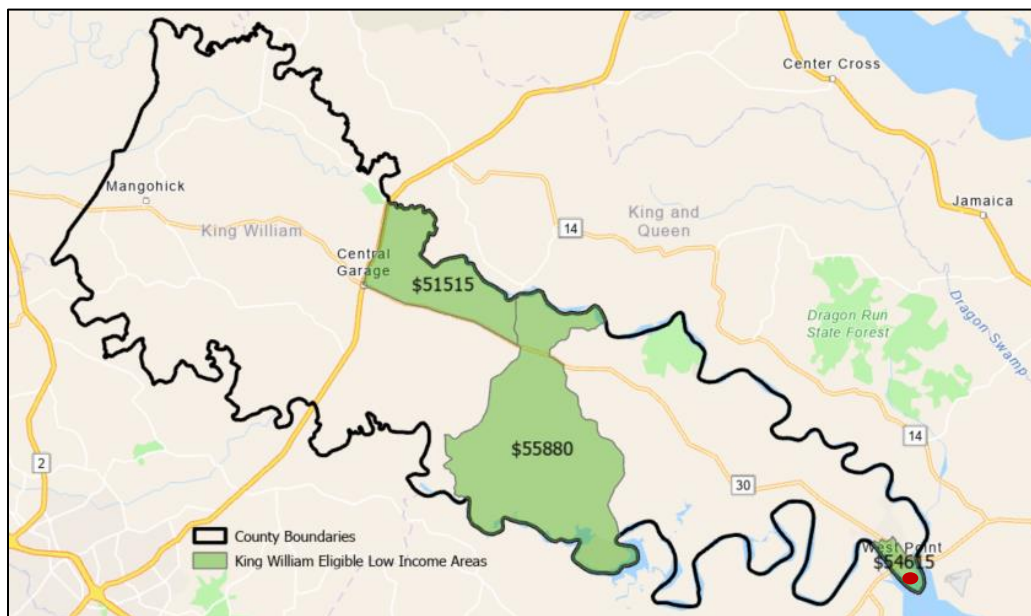 Center Cross
Mangohick
Jamaica
King William
14
King and
Queen
Central
Garage
$51515
Dragon Run
State Forest
Dragon Swamp
$55880
14
2
30
County Boundaries
King William Eligible Low Income Areas
West Point
$54615